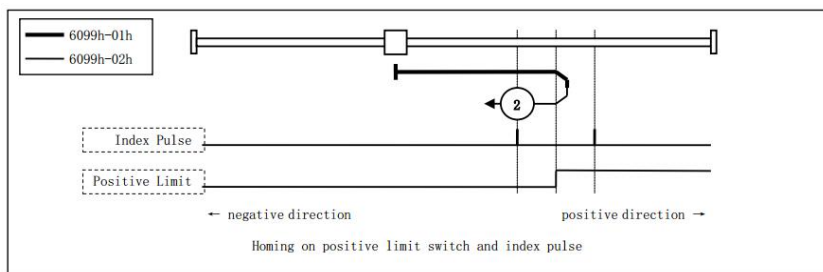 6099h-01h
6099h-02h
2
Index Pulse
Positive Limit
← negative direction
positive direction →
Homing on positive limit switch and index pulse